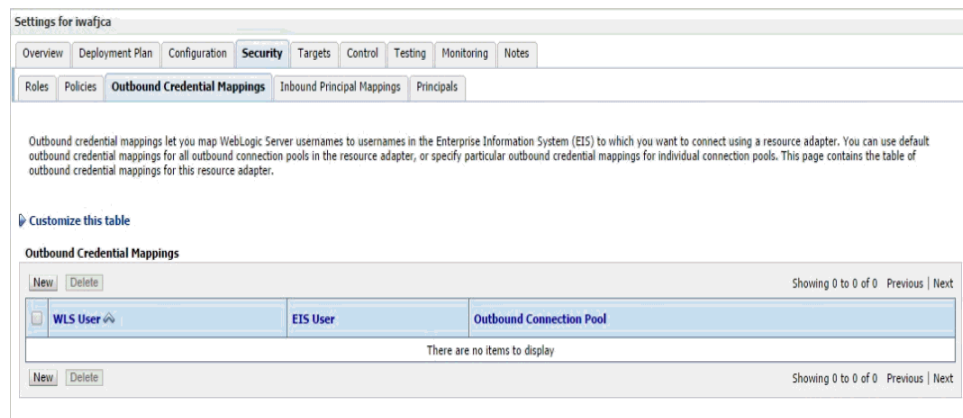 Settings for iwafjca
Overview Deployment Plan Configuration Security Targets Control Testing Monitoring Notes
Roles Policies Outbound Credential Mappings Inbound Principal Mappings Principals
Outbound credential mappings let you map WebLogic Server usernames to usernames in the Enterprise Information System (EIS) to which you want to connect using a resource adapter. You can use default
outbound credential mappings for all outbound connection pools in the resource adapter, or specify particular outbound credential mappings for individual connection pools. This page contains the table of
outbound credential mappings for this resource adapter.
Customize this table
Outbound Credential Mappings
New Delete Showing 0 to 0 of 0 Previous | Next
WLS User EIS User Outbound Connection Pool
There are no items to display
New Delete Showing 0 to 0 of 0 Previous | Next